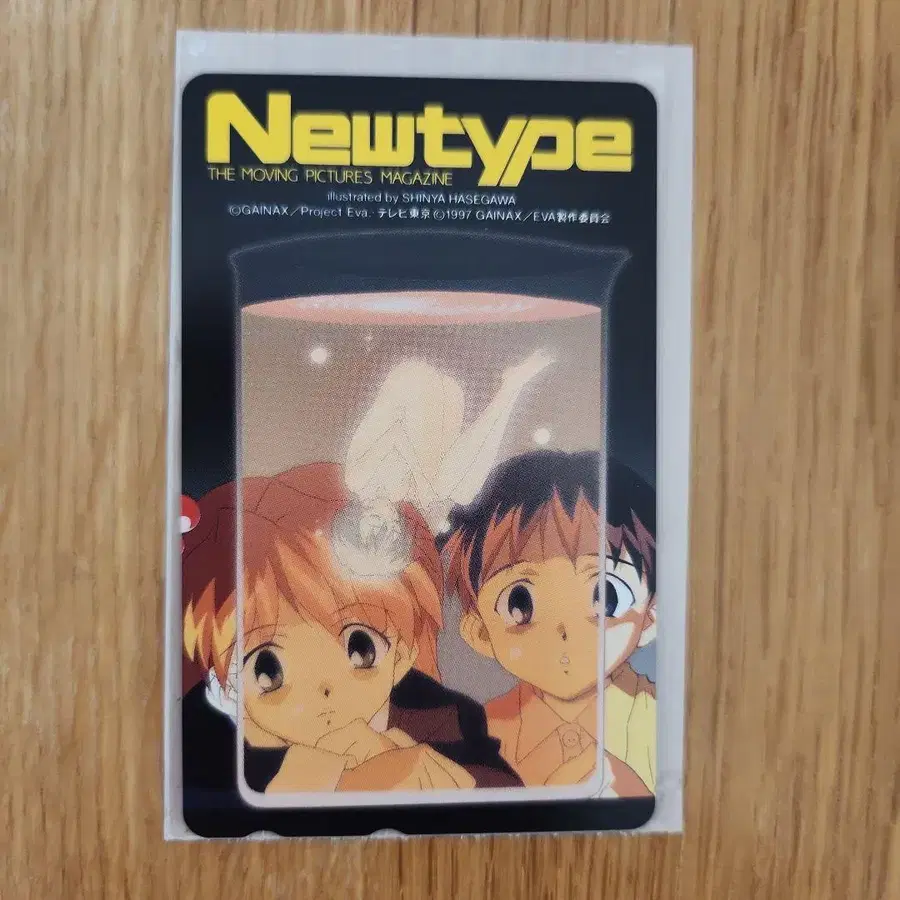 Newtype
THE MOVING PICTURES MAGAZINE
illustrated by SHINYA HASEGAWA
©GAINAX／Project Eva.・テレビ東京 ©1997 GAINAX／EVA製作委員会